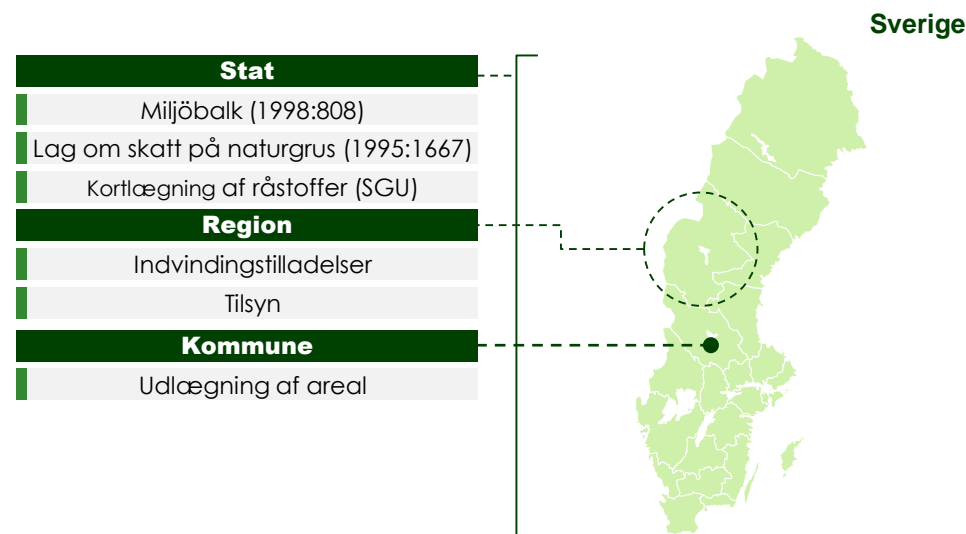 Sverige
Stat
Miljöbalk (1998:808)
Lag om skatt på naturgrus (1995:1667)
Kortlægning af råstoffer (SGU)
Region
Indvindingstilladelser
Tilsyn
Kommune
Udlægning af areal